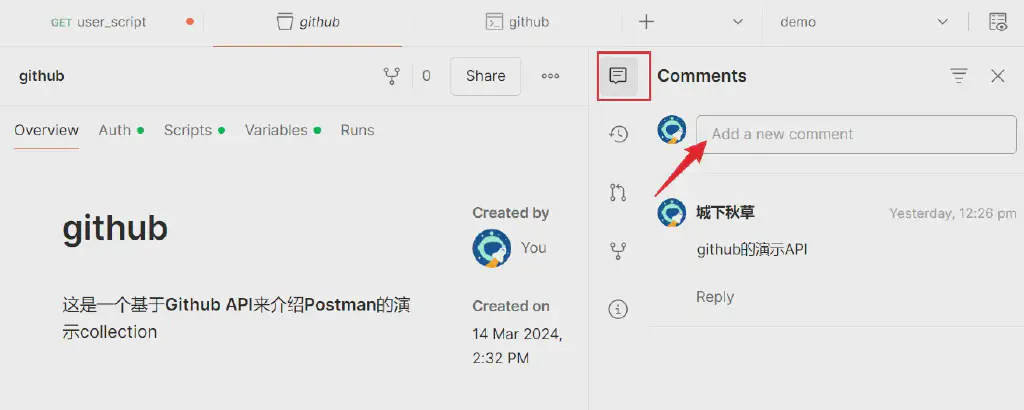 GET user_script
github
github
demo
github
0
Share
Comments
Overview
Auth
Scripts
Variables
Runs
Add a new comment
github
Created by
You
城下秋草
Yesterday, 12:26 pm
github的演示API
Reply
这是一个基于Github API来介绍Postman的演
示collection
Created on
14 Mar 2024,
2:32 PM